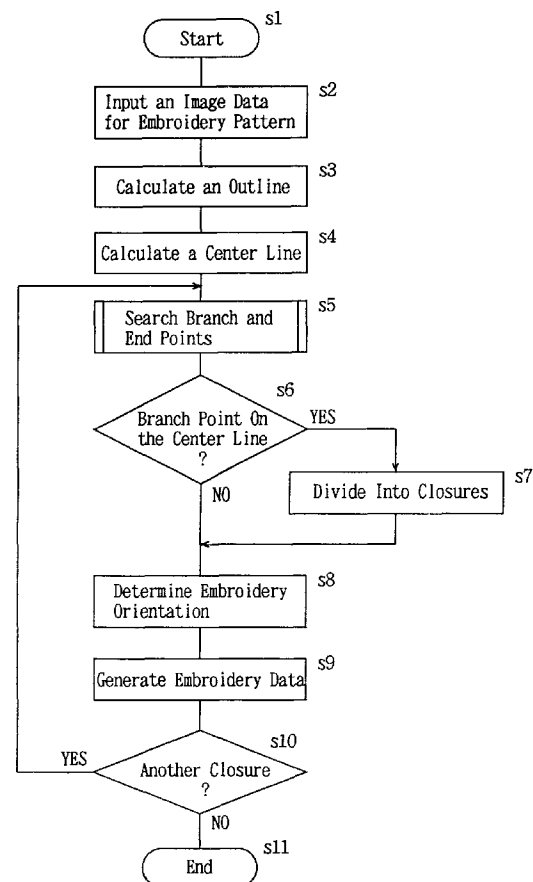 s1
Start
s2
Input an Image Data
for Embroidery Pattern
s3
Calculate an Outline
s4
Calculate a Center Line
s5
Search Branch and
End Points
s6
Branch Point On
the Center Line
?
YES
NO
s7
Divide Into Closures
s8
Determine Embroidery
Orientation
s9
Generate Embroidery Data
s10
YES
Another Closure
?
NO
s11
End